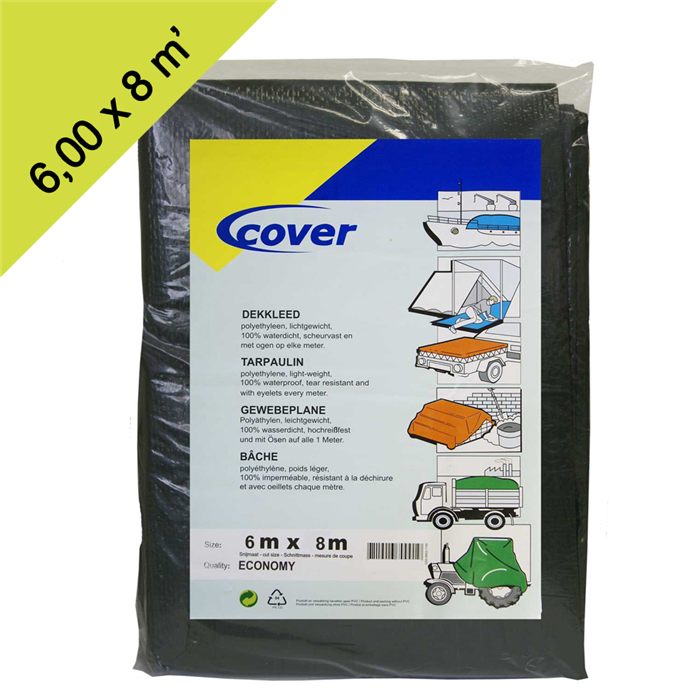 6,00 x 8 m'
cover
DEKKLEED
polyethyleen, lichtgewicht,
100% waterdicht, scheurvast en
met ogen op elke meter.
TARPAULIN
polyethylene, light-weight,
100% waterproof, tear resistant and
with eyelets every meter.
GEWEBEPLANE
Polyäthylen, leichtgewicht,
100% wasserdicht, hochreißfest
und mit Ösen auf alle 1 Meter.
BÂCHE
polyéthylène, poids léger,
100% imperméable, résistant à la déchirure
et avec oeillets chaque mètre.
Size: 6 m x 8 m
Snijmaat - cut size - Schnittmass - mesure de coupe
Quality: ECONOMY